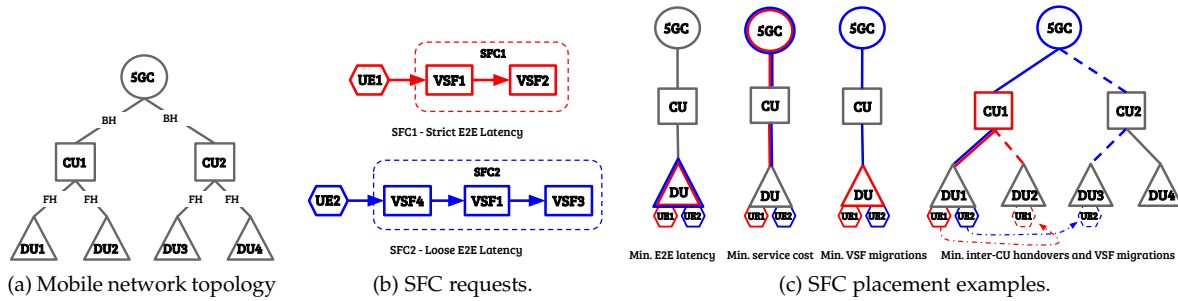 5GC
BH
BH
CU1
CU2
FH
FH
FH
FH
DU1
DU2
DU3
DU4
(a) Mobile network topology
SFC1
UE1
VSF1
VSF2
SFC1 - Strict E2E Latency
SFC2
UE2
VSF4
VSF1
VSF3
SFC2 - Loose E2E Latency
(b) SFC requests.
5GC
CU
DU
UE1
UE2
Min. E2E latency
5GC
CU
DU
UE1
UE2
Min. service cost
5GC
CU
DU
UE1
UE2
Min. VSF migrations
5GC
CU1
CU2
DU1
DU2
DU3
DU4
UE1
UE2
UE1
UE2
Min. inter-CU handovers and VSF migrations
(c) SFC placement examples.